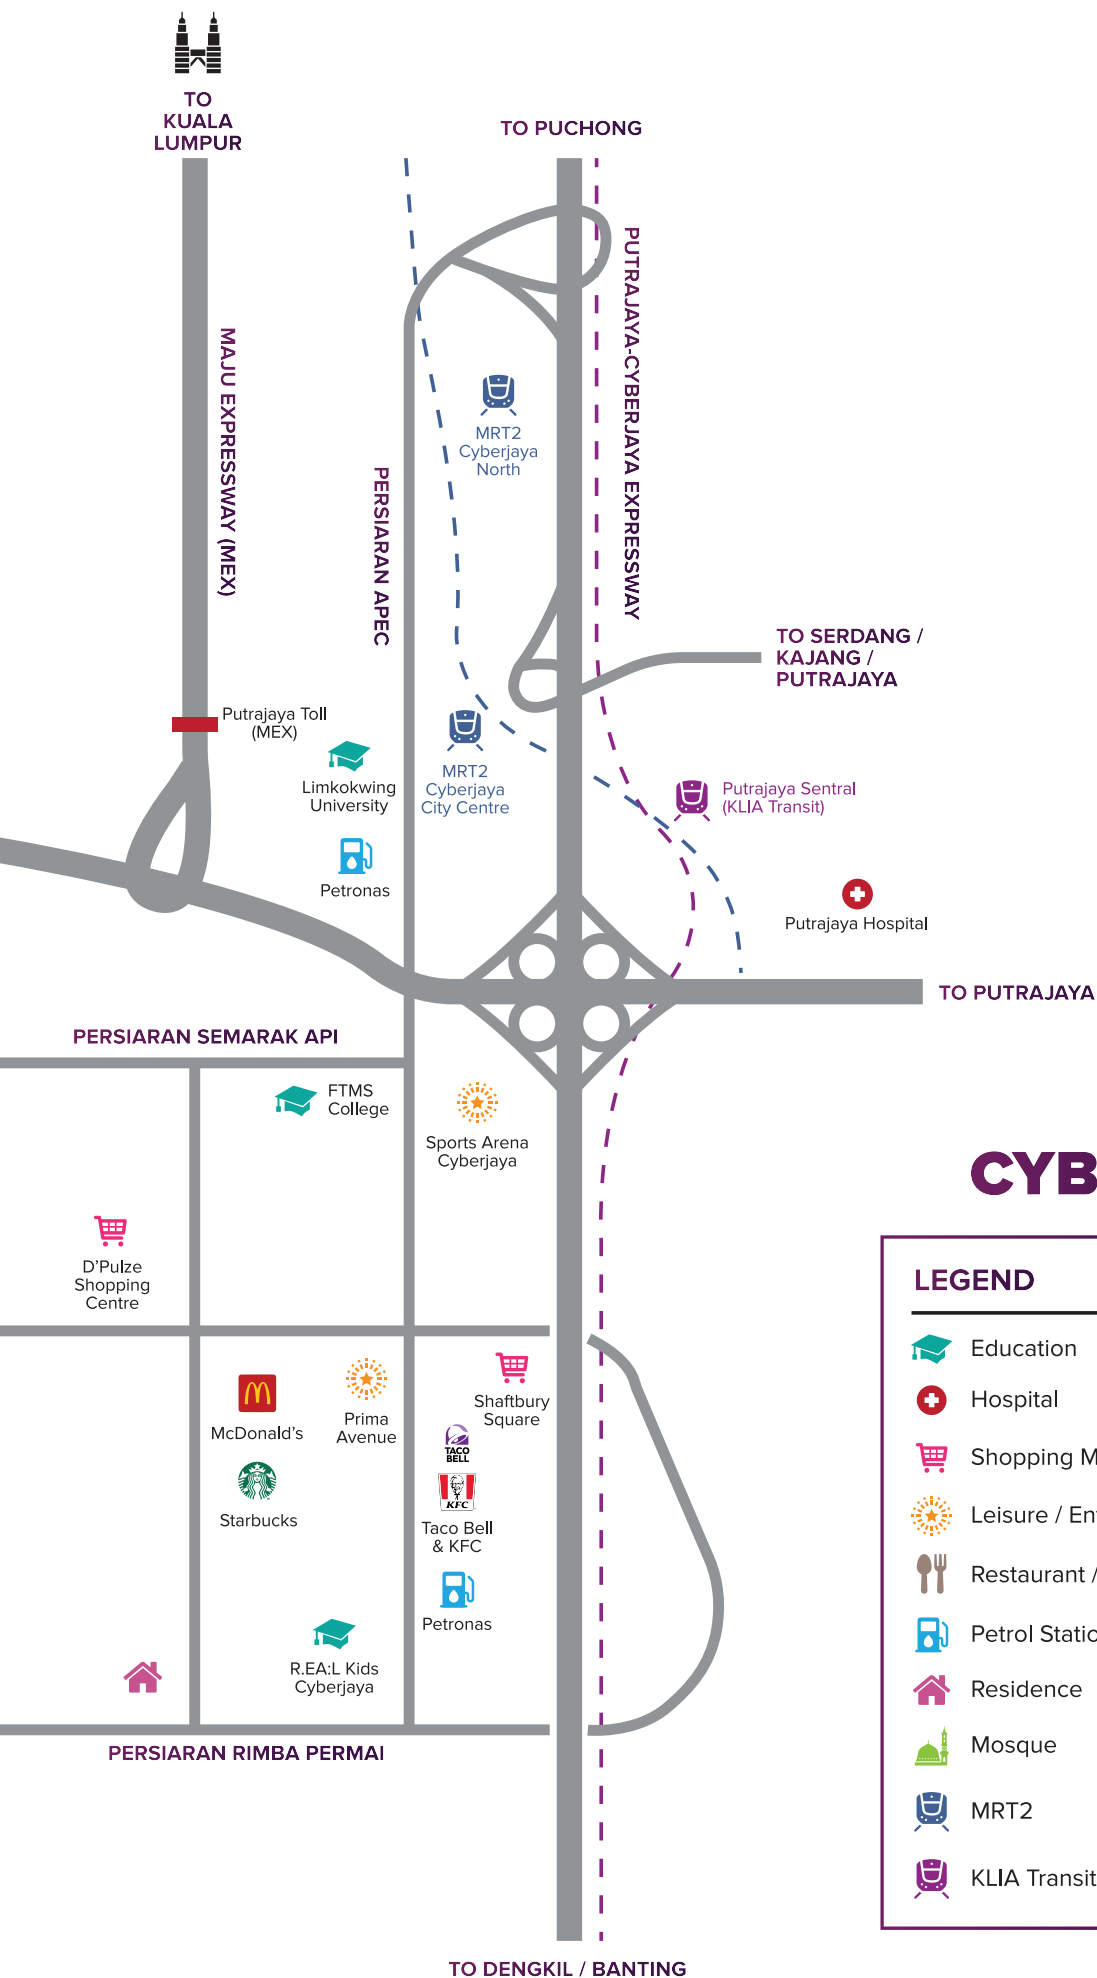 TO
KUALA
LUMPUR
TO PUCHONG
PUTRAJAYA-CYBERJAYA EXPRESSWAY
MAJU EXPRESSWAY (MEX)
MRT2
Cyberjaya
North
PERSIARAN APEC
TO SERDANG /
KAJANG /
PUTRAJAYA
Putrajaya Toll
(MEX)
Limkokwing
University
MRT2
Cyberjaya
City Centre
Putrajaya Sentral
(KLIA Transit)
Petronas
Putrajaya Hospital
TO PUTRAJAYA
PERSIARAN SEMARAK API
FTMS
College
Sports Arena
Cyberjaya
CYB
D'Pulze
Shopping
Centre
McDonald's
Prima
Avenue
Shaftbury
Square
TACO
BELL
KFC
Starbucks
Taco Bell
& KFC
Petronas
R.EA:L Kids
Cyberjaya
PERSIARAN RIMBA PERMAI
TO DENGKIL / BANTING
LEGEND
Education
Hospital
Shopping M
Leisure / En
Restaurant /
Petrol Statio
Residence
Mosque
MRT2
KLIA Transit